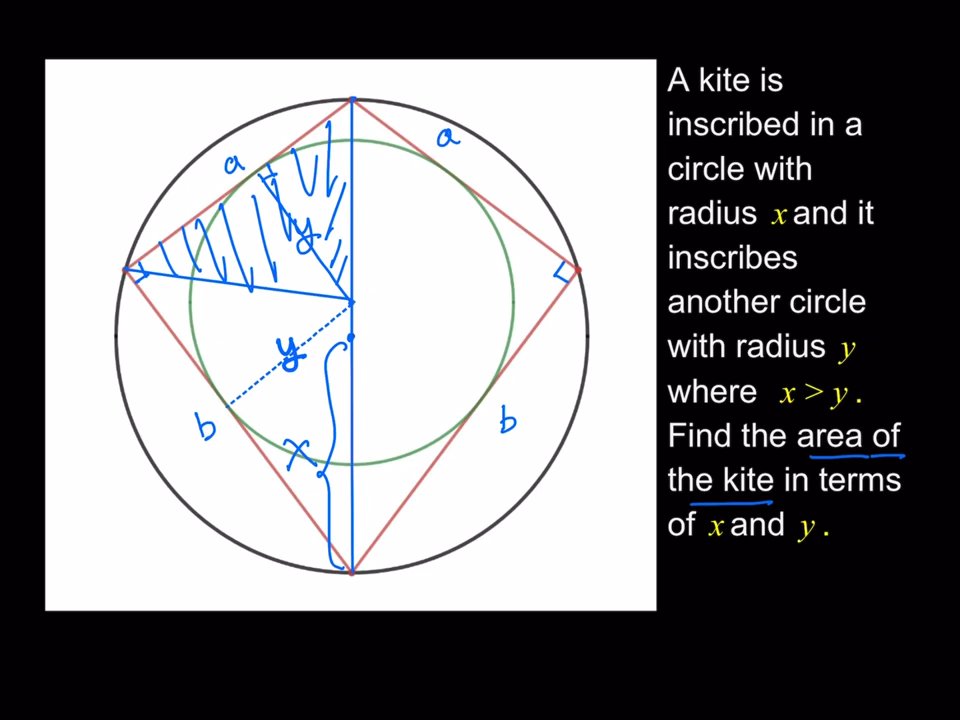 A kite is
inscribed in a
circle with
radius x and it
inscribes
another circle
with radius y
where x > y .
Find the area of
the kite in terms
of x and y .
a
a
y
y
b
b
x